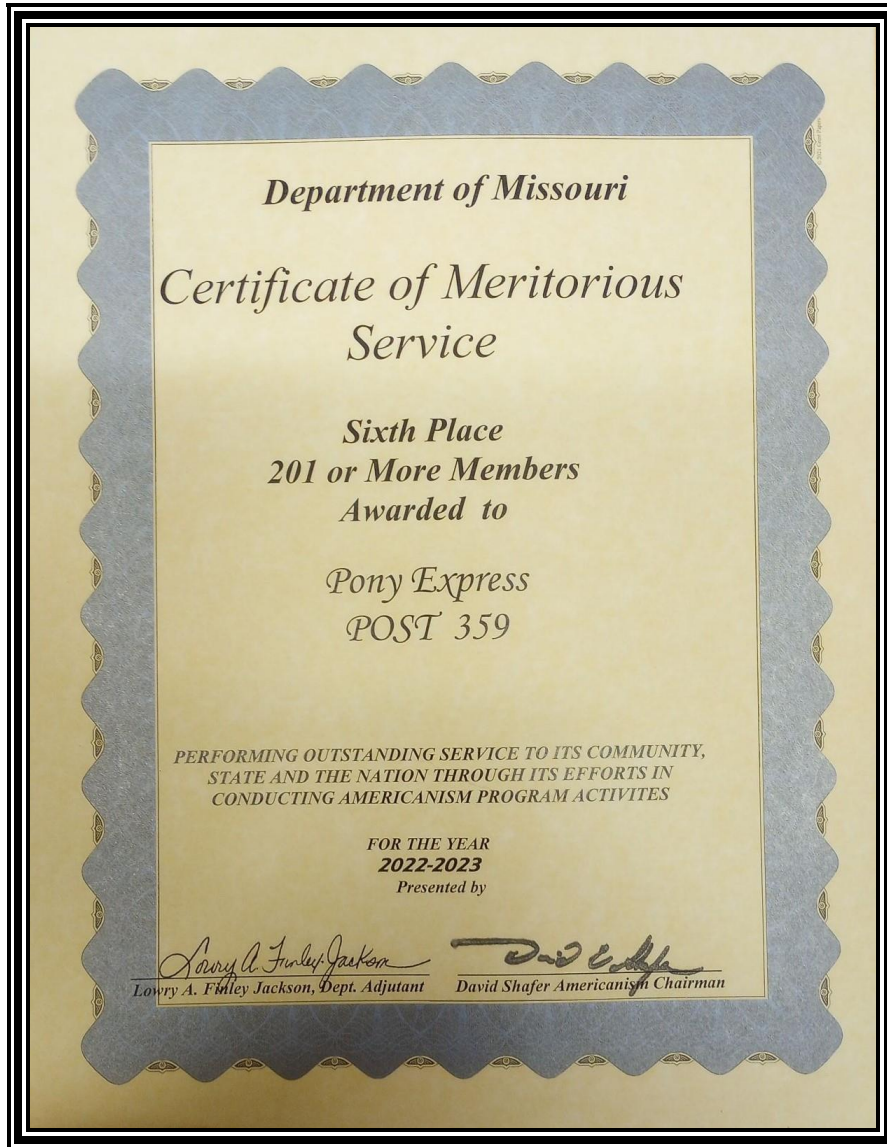 Department of Missouri
Certificate of Meritorious
Service
Sixth Place
201 or More Members
Awarded to
Pony Express
POST 359
PERFORMING OUTSTANDING SERVICE TO ITS COMMUNITY,
STATE AND THE NATION THROUGH ITS EFFORTS IN
CONDUCTING AMERICANISM PROGRAM ACTIVITES
FOR THE YEAR
2022-2023
Presented by
Lowry A Finley-Jackson
David E Shafer
Lowry A. Finley Jackson, Dept. Adjutant
David Shafer Americanism Chairman